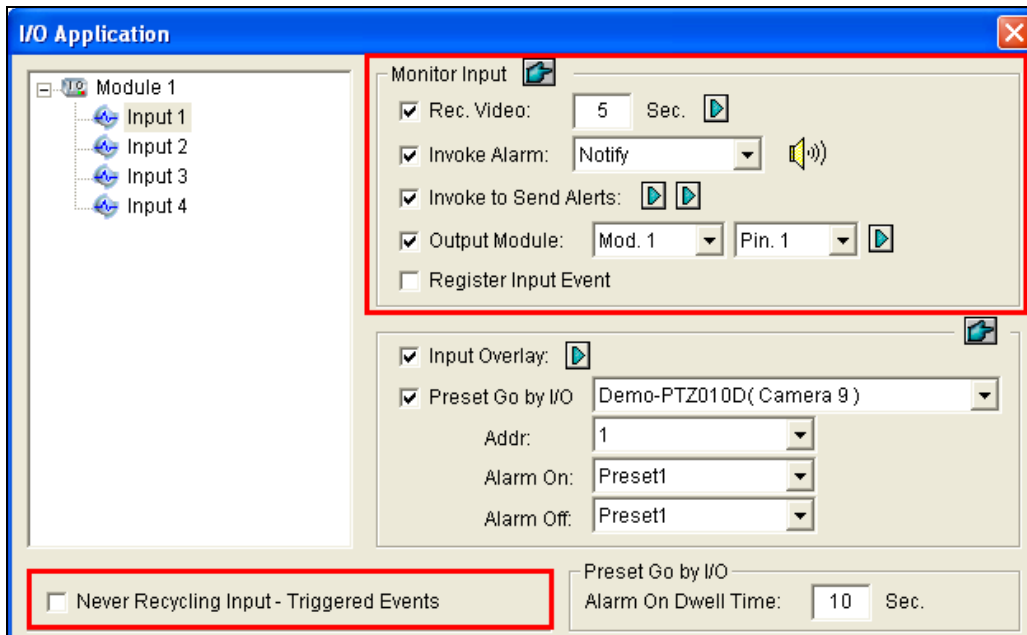 I/O Application
Module 1
Input 1
Input 2
Input 3
Input 4
Monitor Input
Rec. Video: 5 Sec.
Invoke Alarm: Notify
Invoke to Send Alerts:
Output Module: Mod. 1 Pin. 1
Register Input Event
Input Overlay:
Preset Go by I/O Demo-PTZ010D( Camera 9 )
Addr: 1
Alarm On: Preset1
Alarm Off: Preset1
Never Recycling Input - Triggered Events
Preset Go by I/O
Alarm On Dwell Time: 10 Sec.